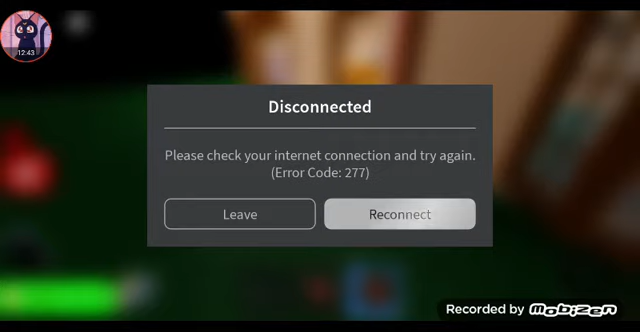 12:43
Disconnected
Please check your internet connection and try again.
(Error Code: 277)
Leave
Reconnect
Recorded by Mobizen